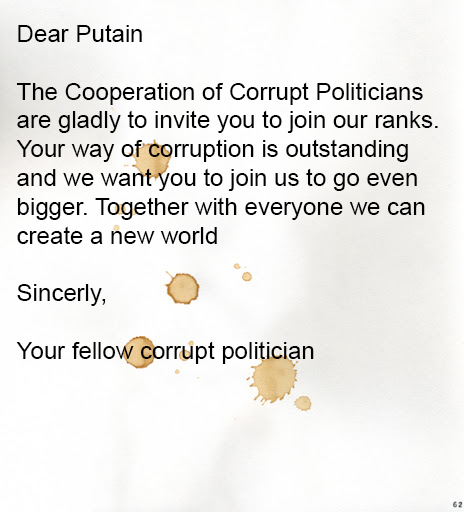 Dear Putain
The Cooperation of Corrupt Politicians
are gladly to invite you to join our ranks.
Your way of corruption is outstanding
and we want you to join us to go even
bigger. Together with everyone we can
create a new world
Sincerly,
Your fellow corrupt politician
62